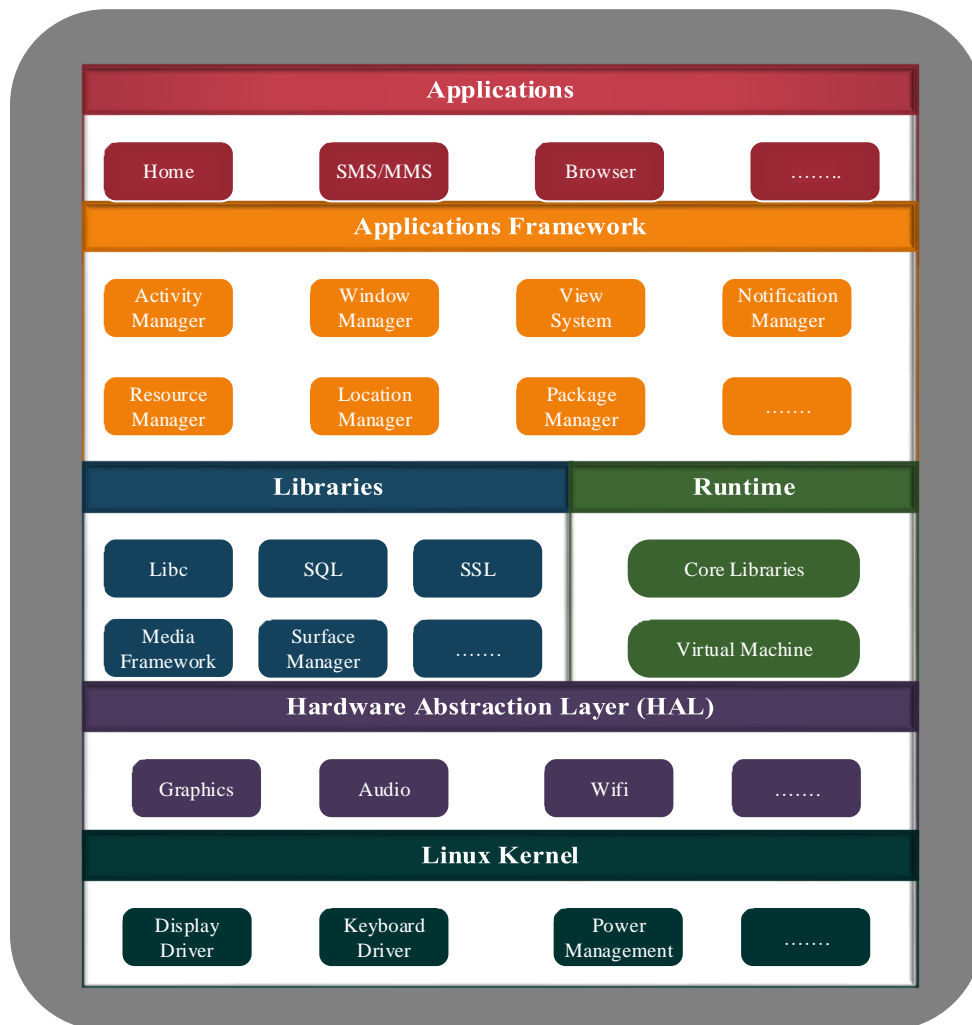 Applications
Home
SMS/MMS
Browser
……..
Applications Framework
Activity
Manager
Window
Manager
View
System
Notification
Manager
Resource
Manager
Location
Manager
Package
Manager
…….
Libraries
Runtime
Libc
SQL
SSL
Core Libraries
Media
Framework
Surface
Manager
…….
Virtual Machine
Hardware Abstraction Layer (HAL)
Graphics
Audio
Wifi
…….
Linux Kernel
Display
Driver
Keyboard
Driver
Power
Management
…….